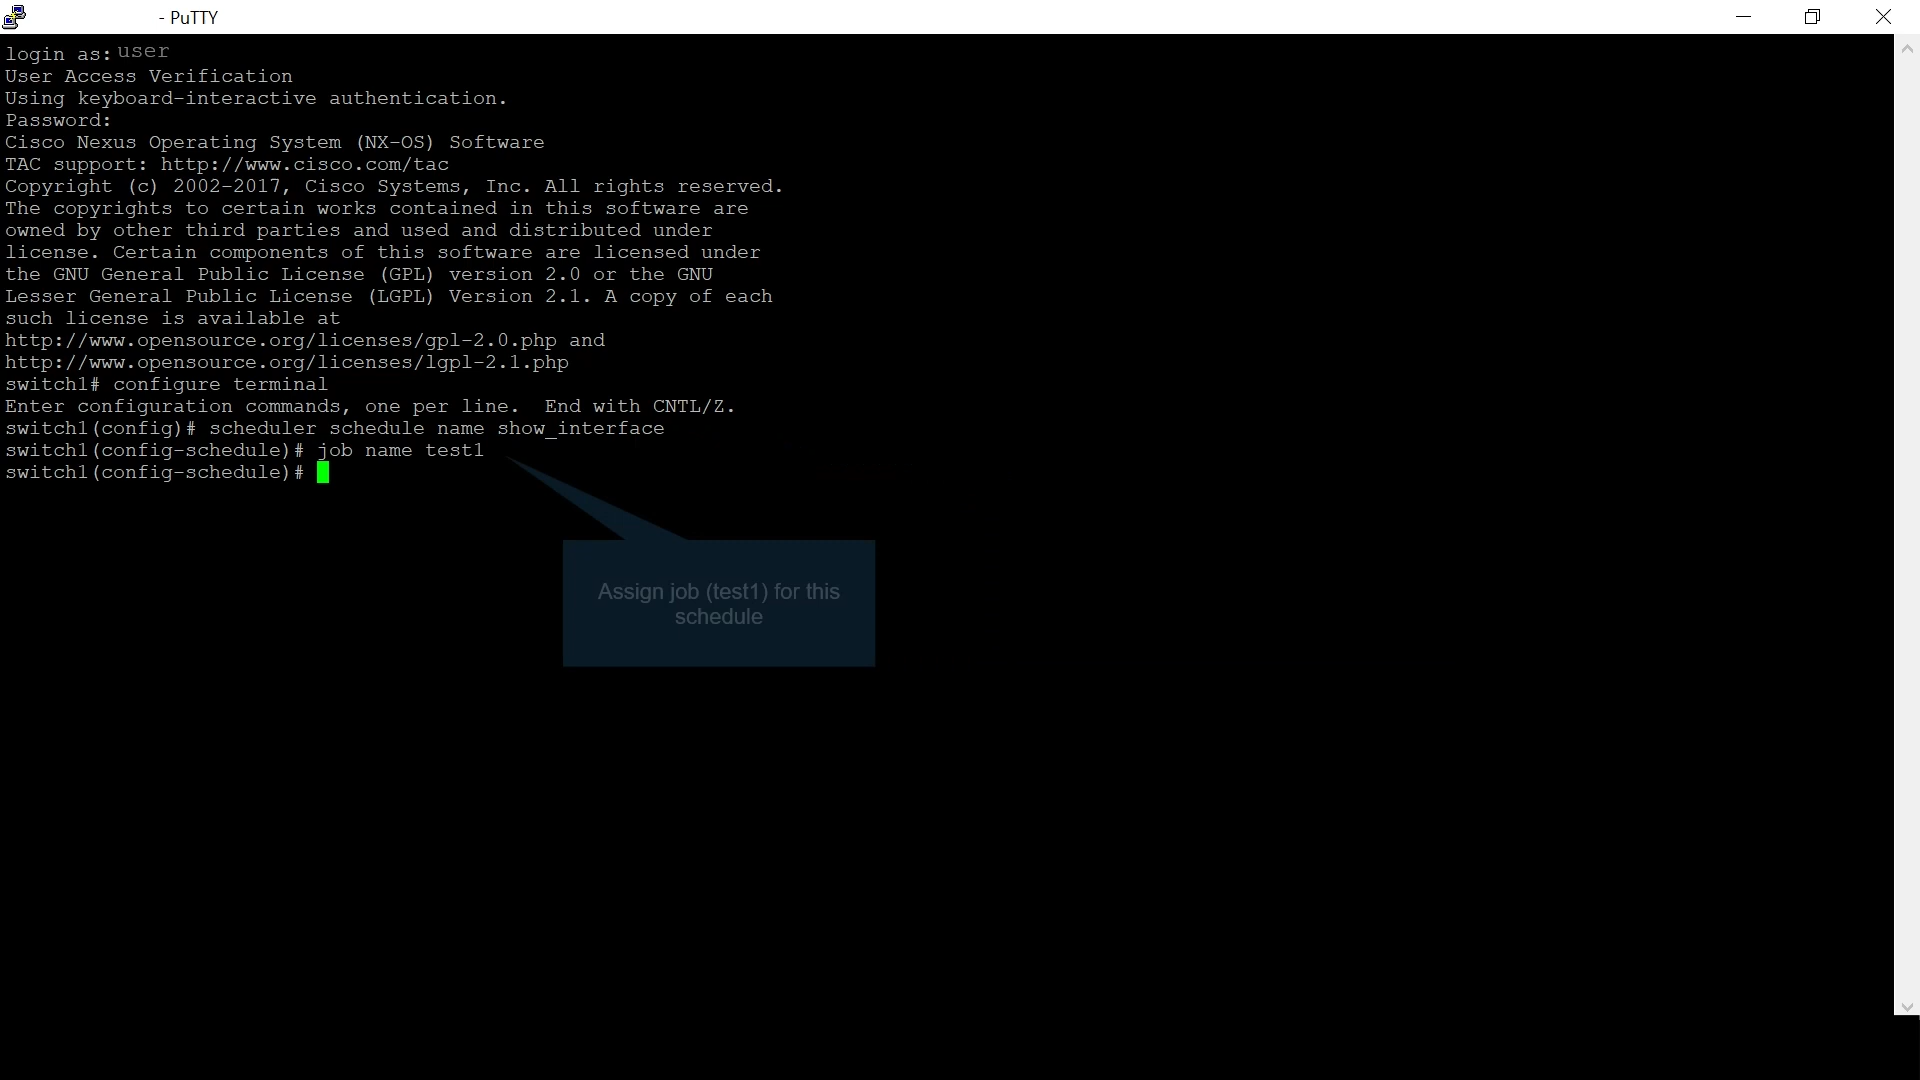 - PuTTY
login as: user
User Access Verification
Using keyboard-interactive authentication.
Password:
Cisco Nexus Operating System (NX-OS) Software
TAC support: http://www.cisco.com/tac
Copyright (c) 2002-2017, Cisco Systems, Inc. All rights reserved.
The copyrights to certain works contained in this software are
owned by other third parties and used and distributed under
license. Certain components of this software are licensed under
the GNU General Public License (GPL) version 2.0 or the GNU
Lesser General Public License (LGPL) Version 2.1. A copy of each
such license is available at
http://www.opensource.org/licenses/gpl-2.0.php and
http://www.opensource.org/licenses/lgpl-2.1.php
switch1# configure terminal
Enter configuration commands, one per line.  End with CNTL/Z.
switch1(config)# scheduler schedule name show_interface
switch1(config-schedule)# job name test1
switch1(config-schedule)#
Assign job (test1) for this
schedule